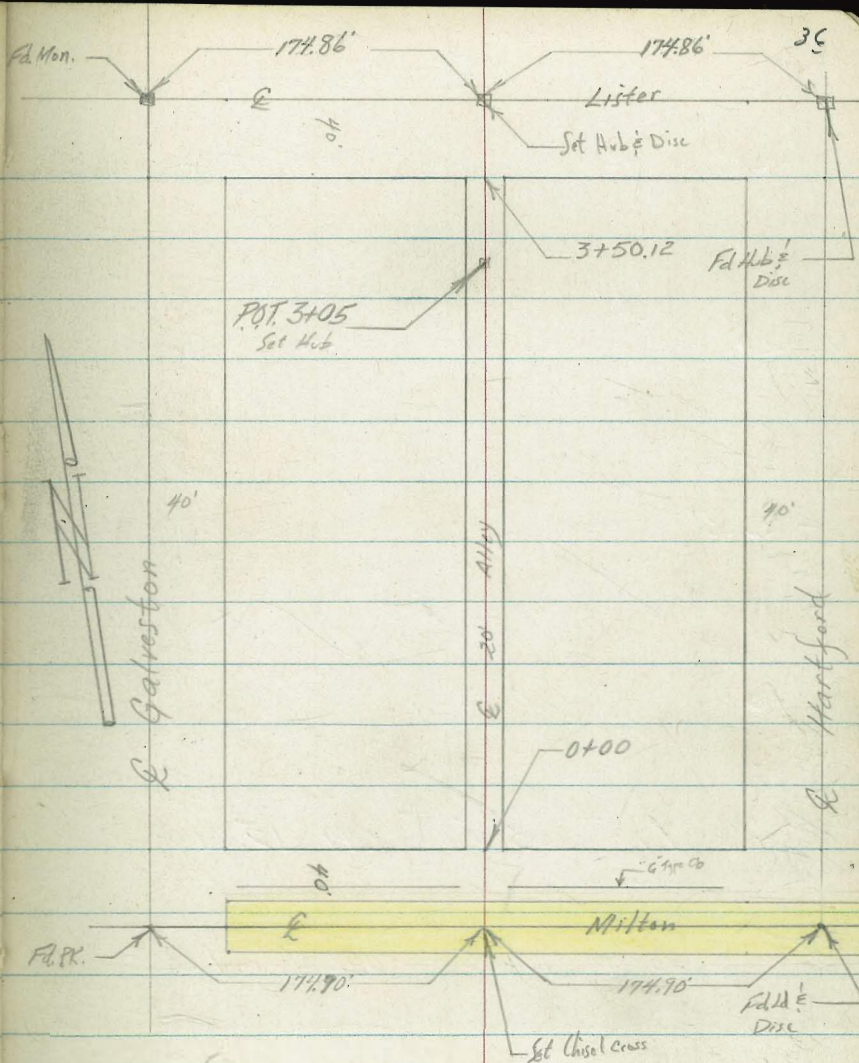 36
Fd. Mon.
174.86'
174.86'
℄
Lister
40'
Set Hub & Disc
3+50.12
Fd Hub &
Disc
P.O.T. 3+05
Set Hub
N
40'
40'
℄ Galveston
℄ 20' Alley
℄ Hartford
0+00
40'
"G" Type Cb
℄
Milton
Fd. P.K.
174.90'
174.90'
Fd. Ld &
Disc
Set Chisel Cross